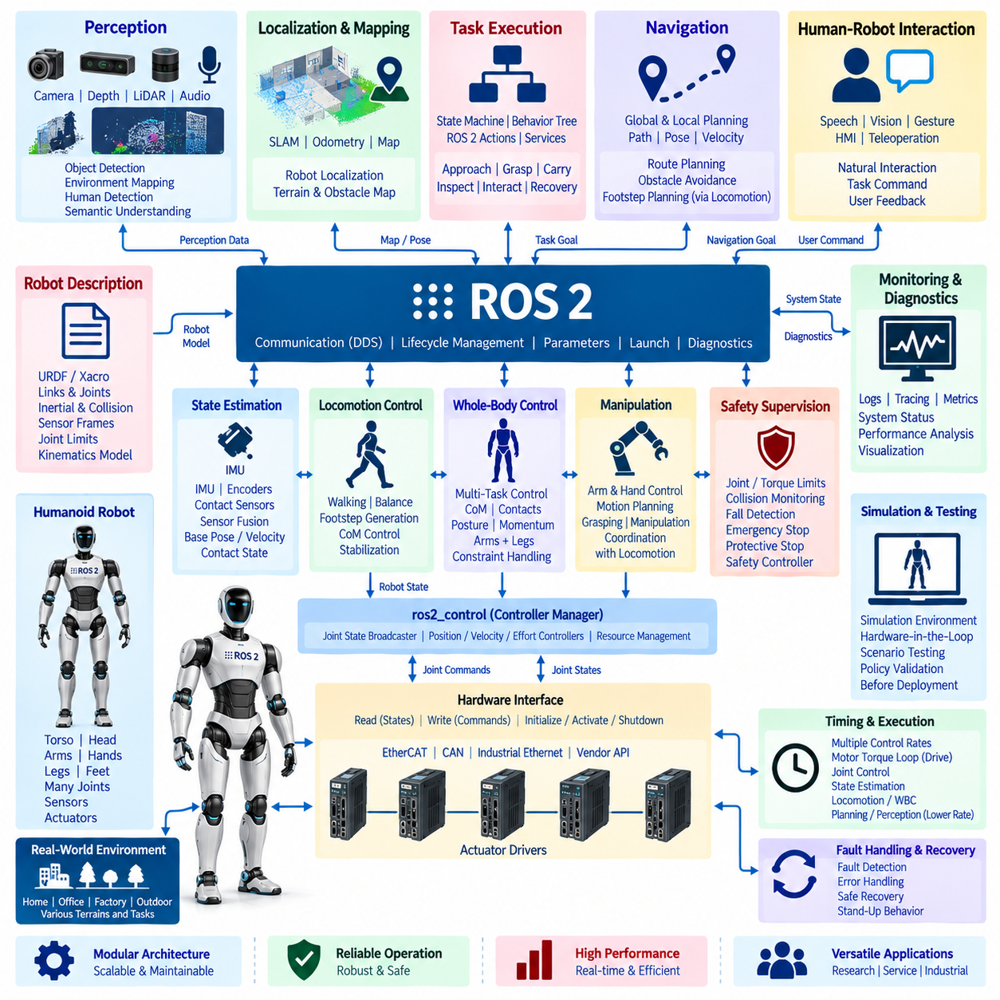 Perception
Camera | Depth | LiDAR | Audio
Object Detection
Environment Mapping
Human Detection
Semantic Understanding
Localization & Mapping
SLAM | Odometry | Map
Robot Localization
Terrain & Obstacle Map
Task Execution
State Machine | Behavior Tree
ROS 2 Actions | Services
Approach | Grasp | Carry
Inspect | Interact | Recovery
Navigation
Global & Local Planning
Path | Pose | Velocity
Route Planning
Obstacle Avoidance
Footstep Planning (via Locomotion)
Human-Robot Interaction
Speech | Vision | Gesture
HMI | Teleoperation
Natural Interaction
Task Command
User Feedback
Perception Data
Map / Pose
Task Goal
Navigation Goal
User Command
Robot Description
URDF / Xacro
Links & Joints
Inertial & Collision
Sensor Frames
Joint Limits
Kinematics Model
Robot
Model
ROS 2
Communication (DDS) | Lifecycle Management | Parameters | Launch | Diagnostics
System State
Diagnostics
Monitoring &
Diagnostics
Logs | Tracing | Metrics
System Status
Performance Analysis
Visualization
State Estimation
IMU
IMU | Encoders
Contact Sensors
Sensor Fusion
Base Pose / Velocity
Contact State
Locomotion Control
Walking | Balance
Footstep Generation
CoM Control
Stabilization
Whole-Body Control
Multi-Task Control
CoM | Contacts
Posture | Momentum
Arms + Legs
Constraint Handling
Manipulation
Arm & Hand Control
Motion Planning
Grasping | Manipulation
Coordination
with Locomotion
Safety Supervision
Joint / Torque Limits
Collision Monitoring
Fall Detection
Emergency Stop
Protective Stop
Safety Controller
Humanoid Robot
ROS 2
Torso | Head
Arms | Hands
Legs | Feet
Many Joints
Sensors
Actuators
ROS 2
Robot State
ros2_control (Controller Manager)
Joint State Broadcaster | Position / Velocity / Effort Controllers | Resource Management
Joint Commands
Joint States
Hardware Interface
Read (States) | Write (Commands) | Initialize / Activate / Shutdown
EtherCAT | CAN | Industrial Ethernet | Vendor API
Actuator Drivers
Simulation & Testing
Simulation Environment
Hardware-in-the-Loop
Scenario Testing
Policy Validation
Before Deployment
Timing & Execution
Multiple Control Rates
Motor Torque Loop (Drive)
Joint Control
State Estimation
Locomotion / WBC
Planning / Perception (Lower Rate)
Fault Handling & Recovery
Fault Detection
Error Handling
Safe Recovery
Stand-Up Behavior
Real-World Environment
Home | Office | Factory | Outdoor
Various Terrains and Tasks
Modular Architecture
Scalable & Maintainable
Reliable Operation
Robust & Safe
High Performance
Real-time & Efficient
Versatile Applications
Research | Service | Industrial